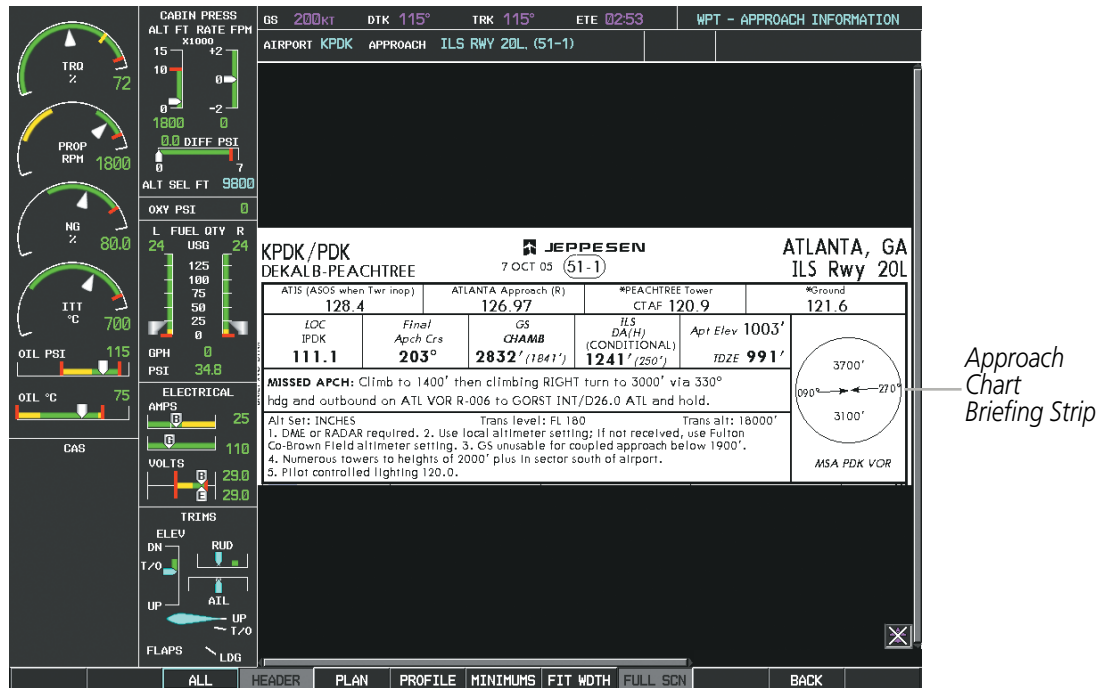 GS 200KT DTK 115° TRK 115° ETE 02:53 WPT - APPROACH INFORMATION
AIRPORT KPDK APPROACH ILS RWY 20L, (51-1)
TRQ
%
72
PROP
RPM
1800
NG
%
80.0
ITT
°C
700
OIL PSI 115
OIL °C 75
CAS
CABIN PRESS
ALT FT RATE FPM
X1000
15 +2
10
0
0 -2
1800 0
0.0 DIFF PSI
0 7
ALT SEL FT 9800
OXY PSI 0
L FUEL QTY R
24 USG 24
125
100
75
50
25
0
GPH 0
PSI 34.8
ELECTRICAL
AMPS
B 25
G 110
VOLTS
B 29.0
E 29.0
TRIMS
ELEV
DN RUD
T/O
UP AIL
UP
T/O
FLAPS LDG
KPDK/PDK JEPPESEN ATLANTA, GA
DEKALB-PEACHTREE 7 OCT 05 (51-1) ILS Rwy 20L
ATIS (ASOS when Twr inop) ATLANTA Approach (R) *PEACHTREE Tower *Ground
128.4 126.97 CTAF 120.9 121.6
LOC
IPDK
111.1
Final
Apch Crs
203°
GS
CHAMB
2832' (1841')
ILS
DA(H)
(CONDITIONAL)
1241' (250')
Apt Elev 1003'
TDZE 991'
MISSED APCH: Climb to 1400' then climbing RIGHT turn to 3000' via 330°
hdg and outbound on ATL VOR R-006 to GORST INT/D26.0 ATL and hold.
Alt Set: INCHES Trans level: FL 180 Trans alt: 18000'
1. DME or RADAR required. 2. Use local altimeter setting; if not received, use Fulton
Co-Brown Field altimeter setting. 3. GS unusable for coupled approach below 1900'.
4. Numerous towers to heights of 2000' plus in sector south of airport.
5. Pilot controlled lighting 120.0.
3700'
090° 270°
3100'
MSA PDK VOR
Approach
Chart
Briefing Strip
ALL HEADER PLAN PROFILE MINIMUMS FIT WDTH FULL SCN BACK